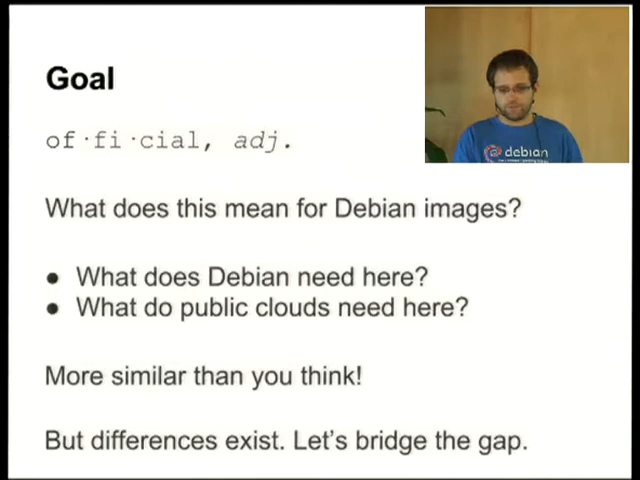 Goal
of·fi·cial, adj.
What does this mean for Debian images?
● What does Debian need here?
● What do public clouds need here?
More similar than you think!
But differences exist. Let's bridge the gap.
debian